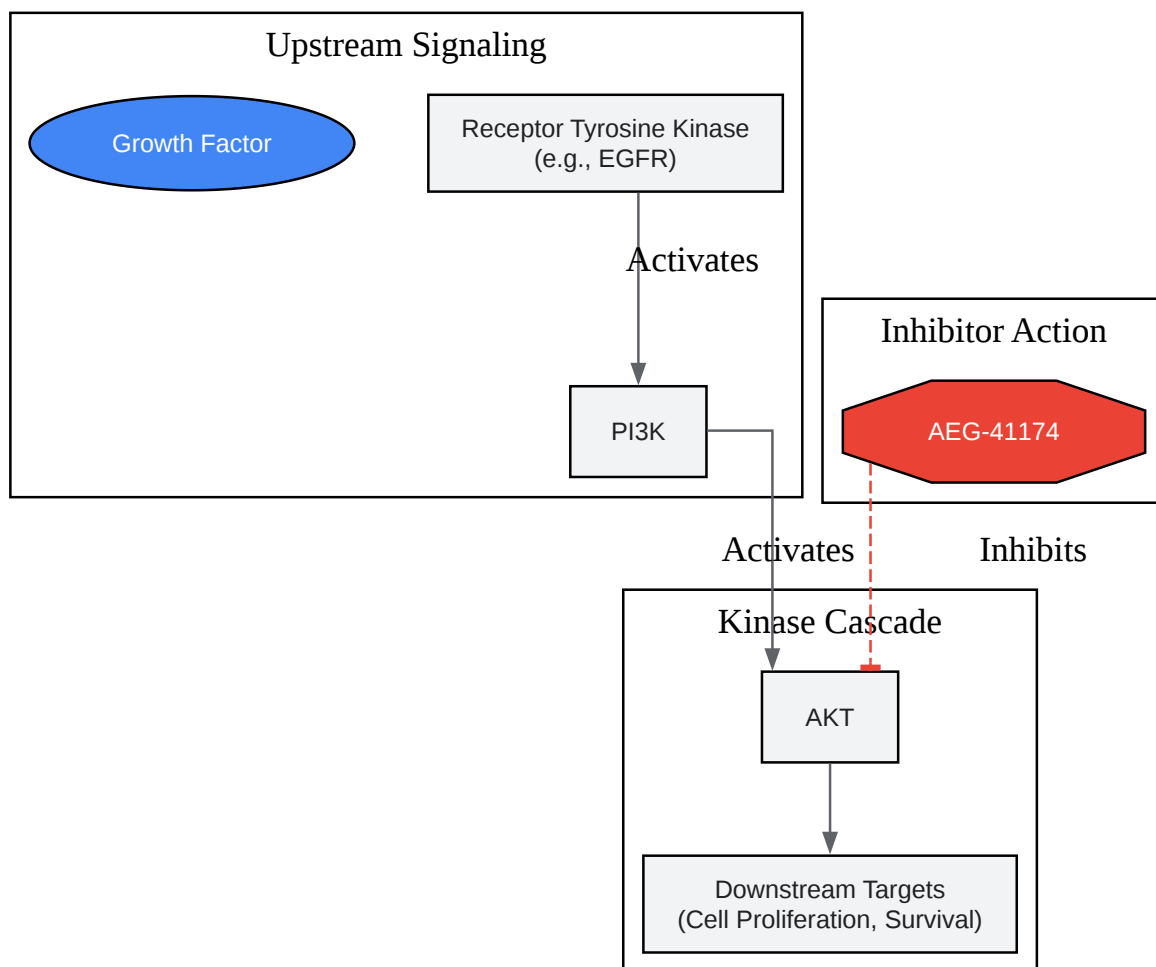 Upstream Signaling
Growth Factor
Receptor Tyrosine Kinase
(e.g., EGFR)
Activates
Inhibitor Action
PI3K
AEG-41174
Activates
Inhibits
Kinase Cascade
AKT
Downstream Targets
(Cell Proliferation, Survival)